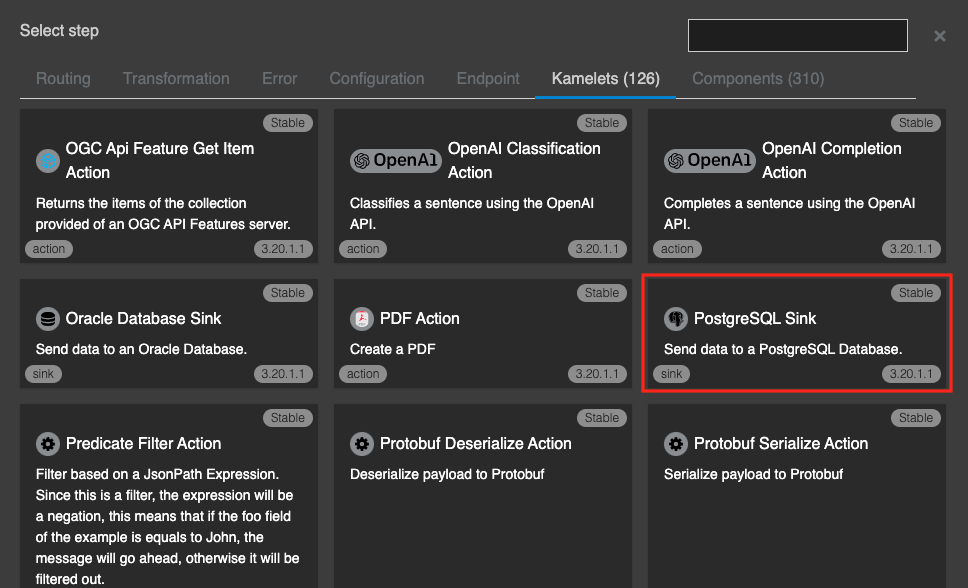 Select step
Routing
Transformation
Error
Configuration
Endpoint
Kamelets (126)
Components (310)
Stable
OpenAI
OGC Api Feature Get Item
Action
Returns the items of the collection
provided of an OGC API Features server.
action
3.20.1.1
Stable
OpenAI Classification
Action
Classifies a sentence using the OpenAI
API.
action
3.20.1.1
Stable
OpenAI
OpenAI Completion
Action
Completes a sentence using the OpenAI
API.
action
3.20.1.1
Stable
Oracle Database Sink
Send data to an Oracle Database.
sink
3.20.1.1
Stable
PDF Action
Create a PDF
action
3.20.1.1
Stable
PostgreSQL Sink
Send data to a PostgreSQL Database.
sink
3.20.1.1
Stable
Predicate Filter Action
Filter based on a JsonPath Expression.
Since this is a filter, the expression will be
a negation, this means that if the foo field
of the example is equals to John, the
message will go ahead, otherwise it will be
filtered out.
Stable
Protobuf Deserialize Action
Deserialize payload to Protobuf
Stable
Protobuf Serialize Action
Serialize payload to Protobuf